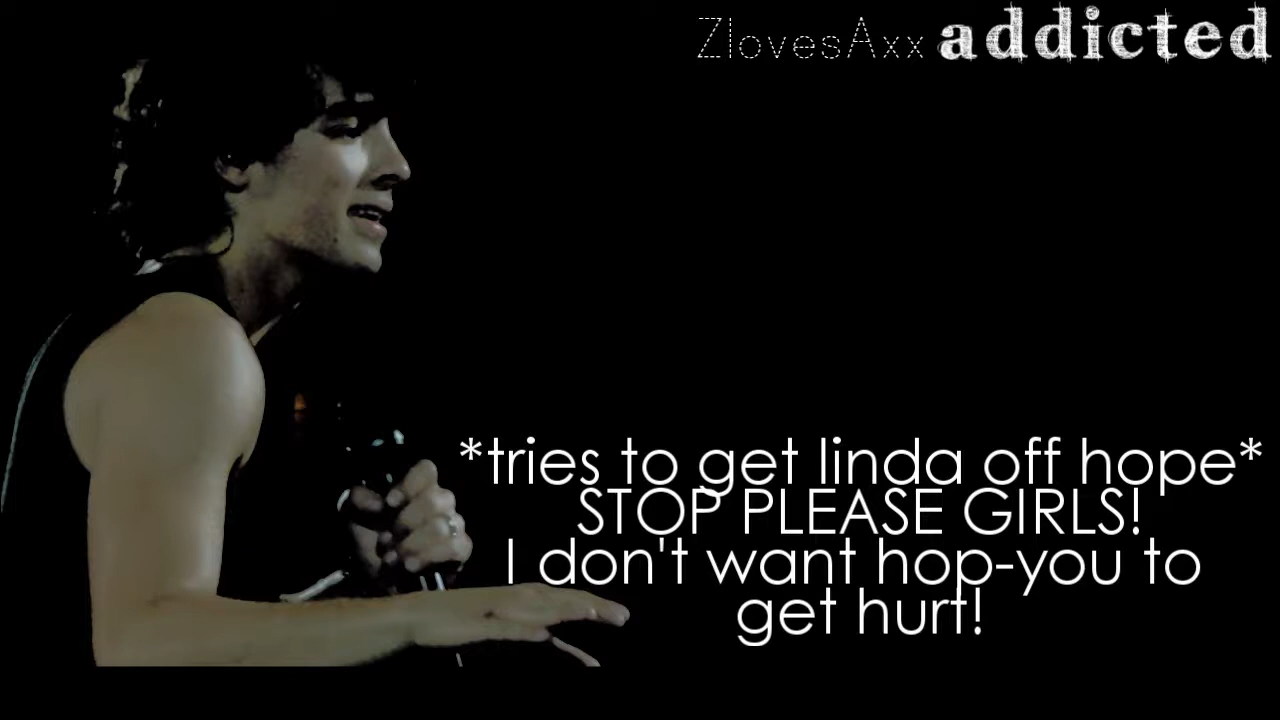 ZlovesAxx addicted
*tries to get linda off hope*
STOP PLEASE GIRLS!
I don't want hop-you to
get hurt!